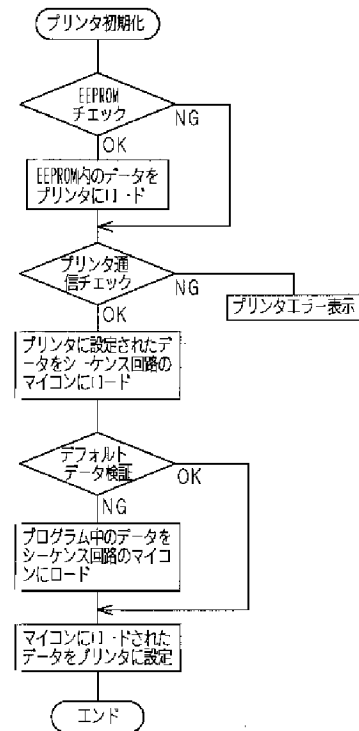 プリンタ初期化
EEPROM
チェック
NG
OK
EEPROM内のデータを
プリンタにロード
プリンタ通
信チェック
NG
OK
プリンタエラー表示
プリンタに設定されたデ
ータをシーケンス回路の
マイコンにロード
デフォルト
データ検証
OK
NG
プログラム中のデータを
シーケンス回路のマイコ
ンにロード
マイコンにロードされた
データをプリンタに設定
エンド